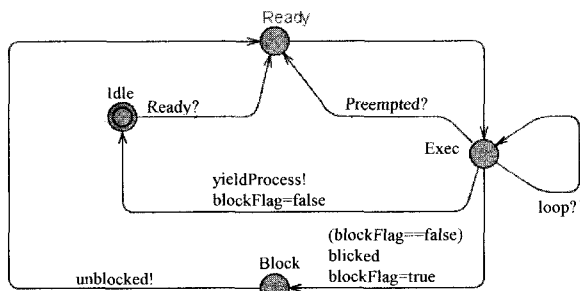 Ready
Idle
Ready?
Preempted?
Exec
yieldProcess!
blockFlag=false
loop?
(blockFlag==false)
blicked
blockFlag=true
Block
unblocked!